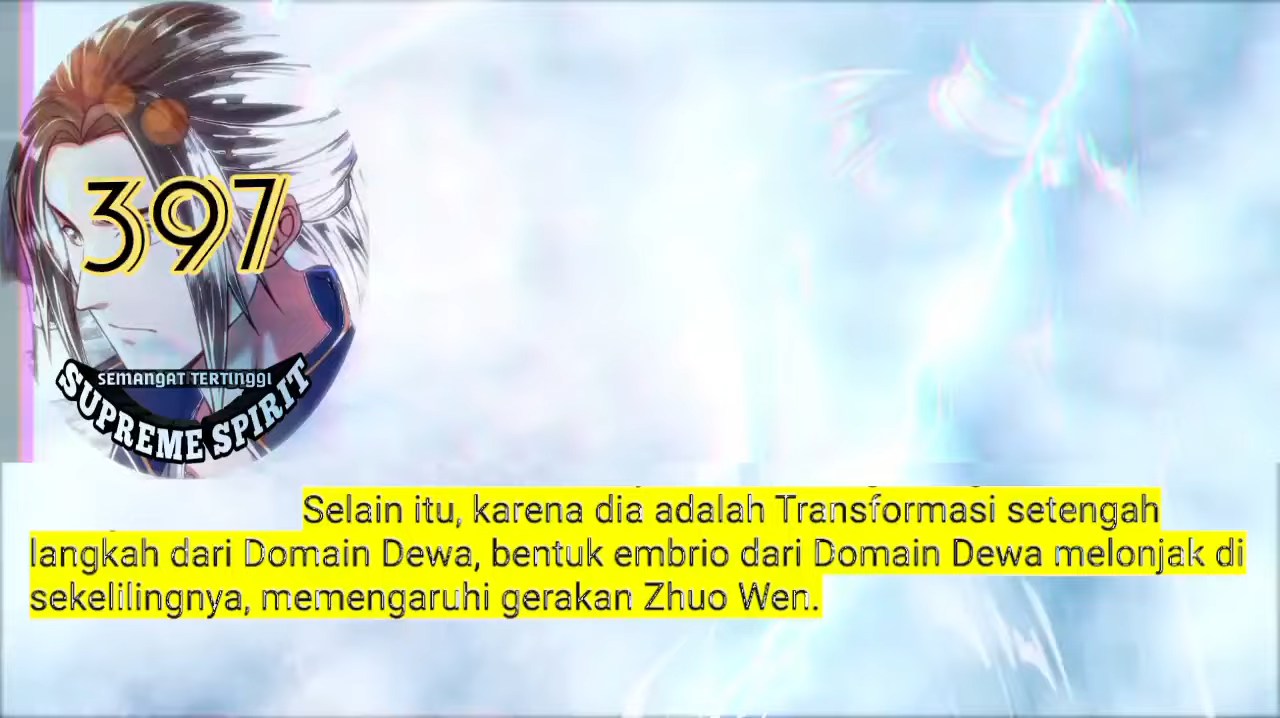 397
SEMANGAT TERTINGGI
SUPREME SPIRIT
Selain itu, karena dia adalah Transformasi setengah
langkah dari Domain Dewa, bentuk embrio dari Domain Dewa melonjak di
sekelilingnya, memengaruhi gerakan Zhuo Wen.